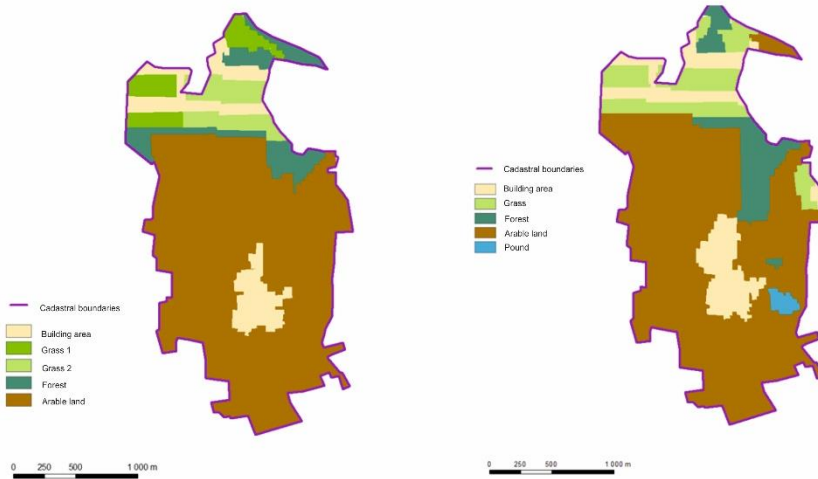 Cadastral boundaries
Building area
Grass 1
Grass 2
Forest
Arable land
0 250 500 1 000 m
Cadastral boundaries
Building area
Grass
Forest
Arable land
Pound
0 250 500 1 000 m